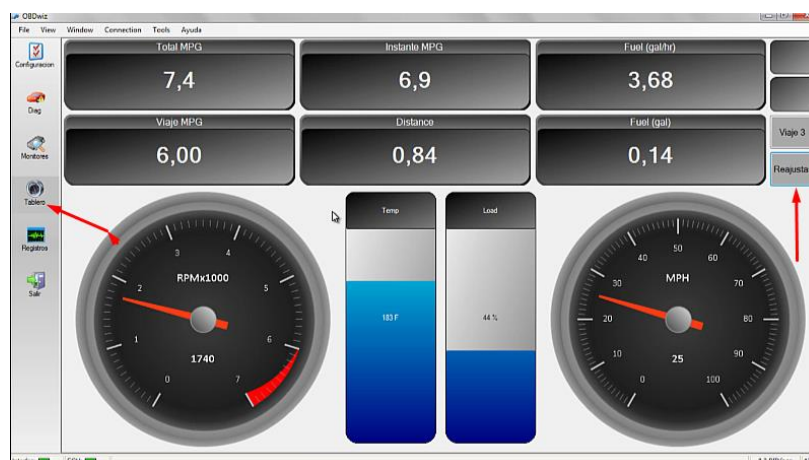 OBDwiz
File View Window Connection Tools Ayuda
Configuracion
Diag
Monitores
Tablero
Registros
Salir
Total MPG
7,4
Instante MPG
6,9
Fuel (gal/hr)
3,68
Viaje MPG
6,00
Distance
0,84
Fuel (gal)
0,14
Viaje 3
Reajusta
0
1
2
3
4
5
6
7
RPMx1000
1740
Temp
183 F
Load
44 %
0
10
20
30
40
50
60
70
80
90
100
MPH
25